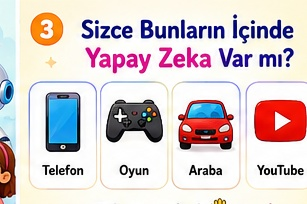 3
Sizce Bunların İçinde
Yapay Zeka Var mı?
Telefon
Oyun
Araba
YouTube